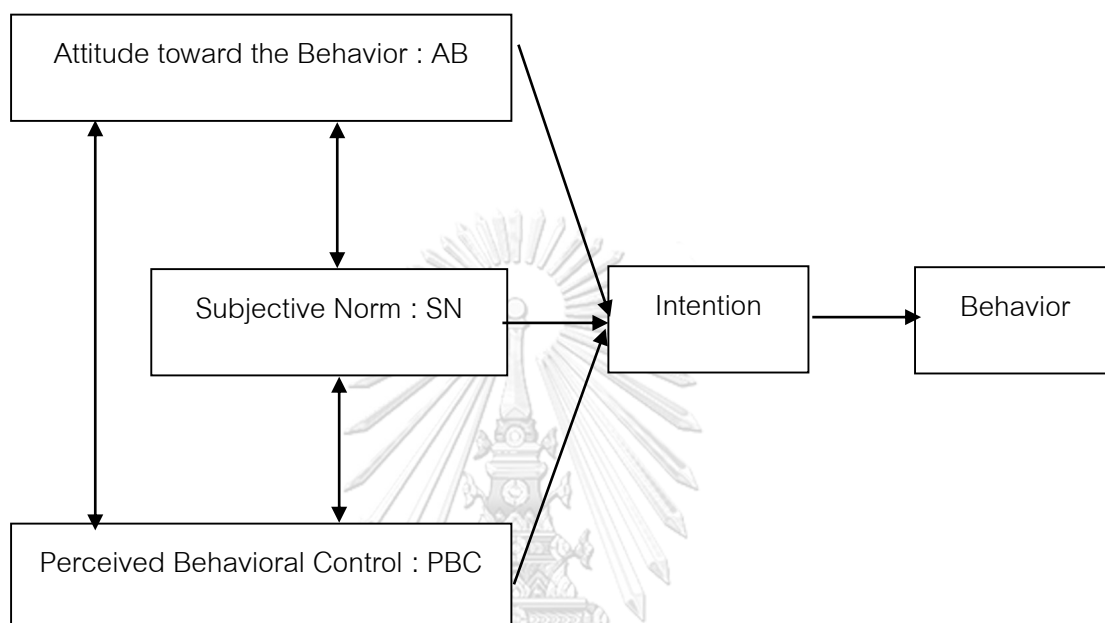 Attitude toward the Behavior : AB
Subjective Norm : SN
Intention
Behavior
Perceived Behavioral Control : PBC